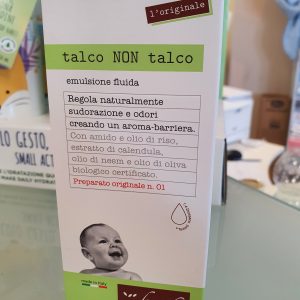 l'originale
talco NON talco
emulsione fluida
Regola naturalmente
sudorazione e odori
creando un aroma-barriera.
Con amido e olio di riso,
estratto di calendula,
olio di neem e olio di oliva
biologico certificato.
Preparato originale n. 01
made in Italy
LO GESTO,
SMALL ACT